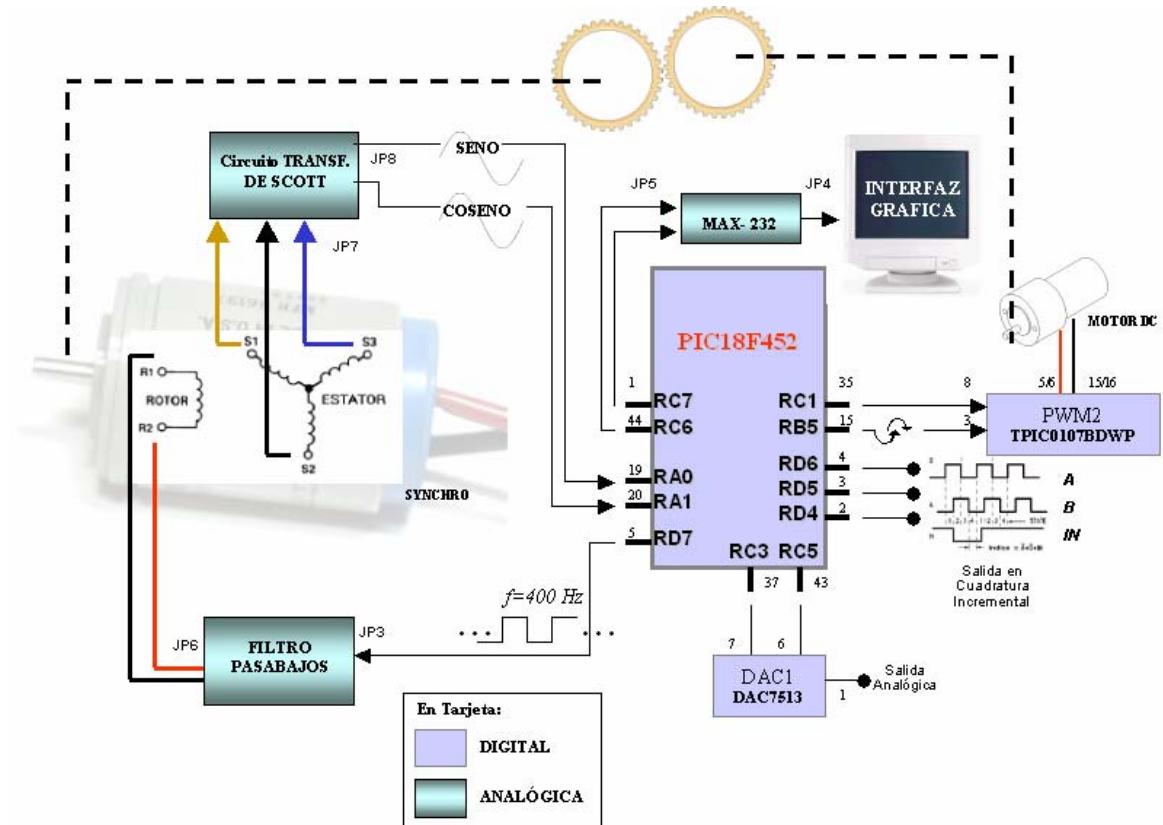 Circuito TRANSF.
DE SCOTT
JP8
SENO
COSENO
JP7
JP5
JP4
MAX- 232
INTERFAZ
GRAFICA
MOTOR DC
S1
S3
R1
ROTOR
R2
ESTATOR
S2
SYNCHRO
PIC18F452
1
RC7
44
RC6
19
RA0
20
RA1
5
RD7
RC1
35
RB5
15
RD6
4
RD5
3
RD4
2
RC3
RC5
37
43
8
3
5/6
15/16
PWM2
TPIC0107BDWP
A
B
IN
Salida en
Cuadratura
Incremental
f=400 Hz
JP6
FILTRO
PASABAJOS
JP3
7
6
DAC1
DAC7513
1
Salida
Analógica
En Tarjeta:
DIGITAL
ANALÓGICA